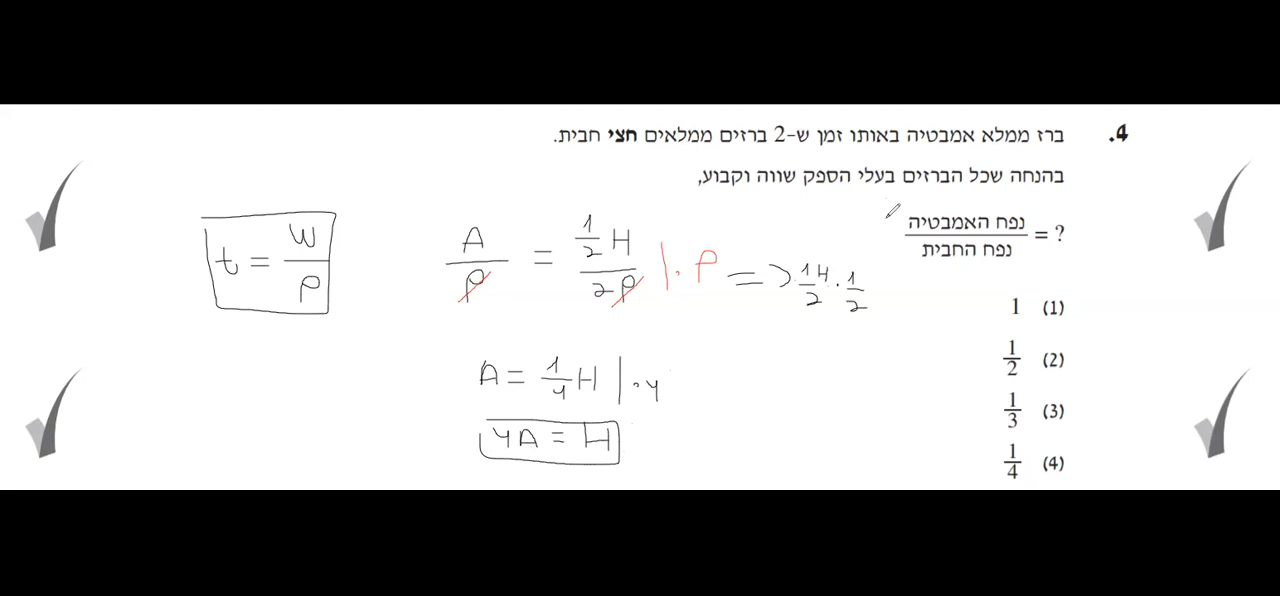 4. ברז ממלא אמבטיה באותו זמן ש-2 ברזים ממלאים חצי חבית.
בהנחה שכל הברזים בעלי הספק שווה וקבוע,
נפח האמבטיה / נפח החבית = ?
(1) 1
(2) 1/2
(3) 1/3
(4) 1/4
t = W/P
A/P = 1/2 H / 2P | · P => 1H/2 · 1/2
A = 1/4 H | · 4
4A = H